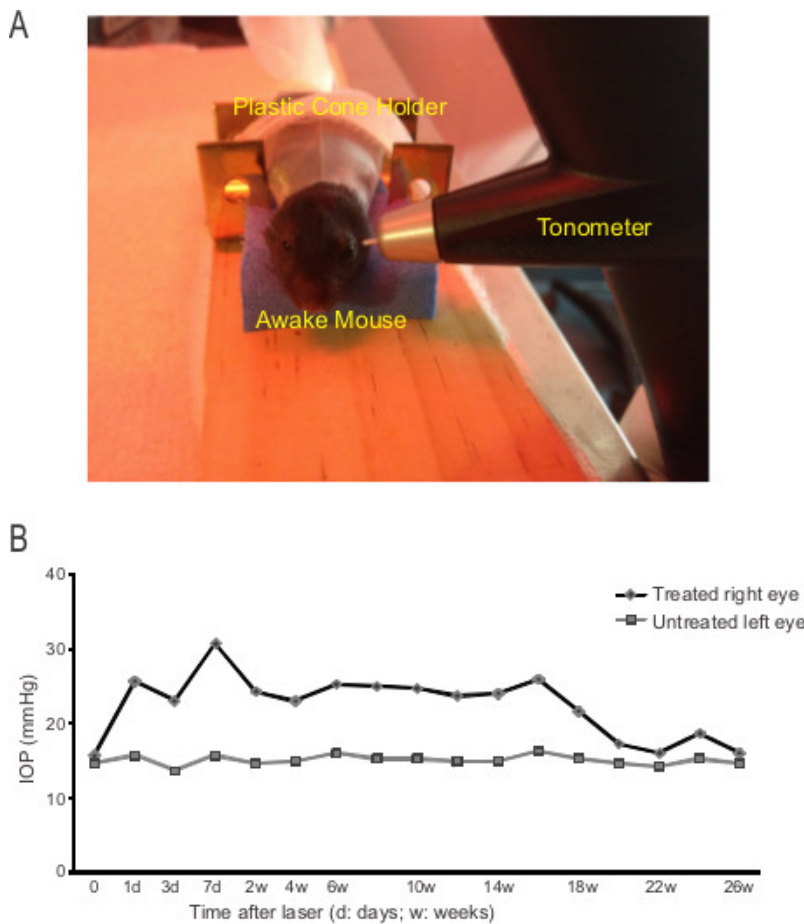 A
Plastic Cone Holder
Tonometer
Awake Mouse
B
40
30
20
10
0
IOP (mmHg)
Treated right eye
Untreated left eye
0 1d 3d 7d 2w 4w 6w 10w 14w 18w 22w 26w
Time after laser (d: days; w: weeks)